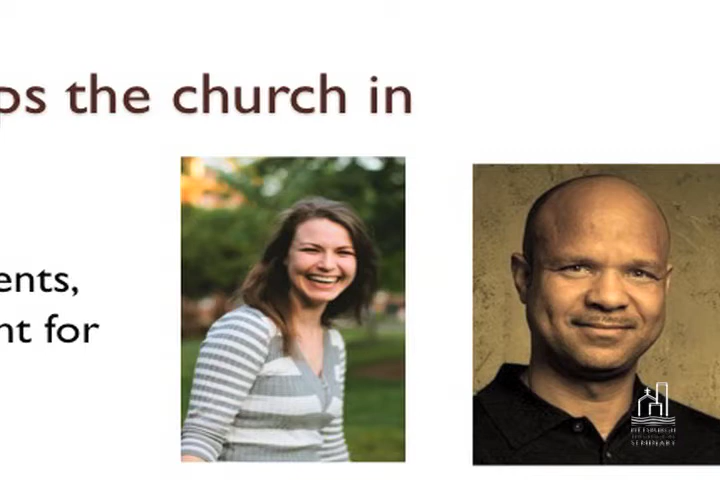 ps the church in
ents,
nt for
PITTSBURGH
SEMINARY